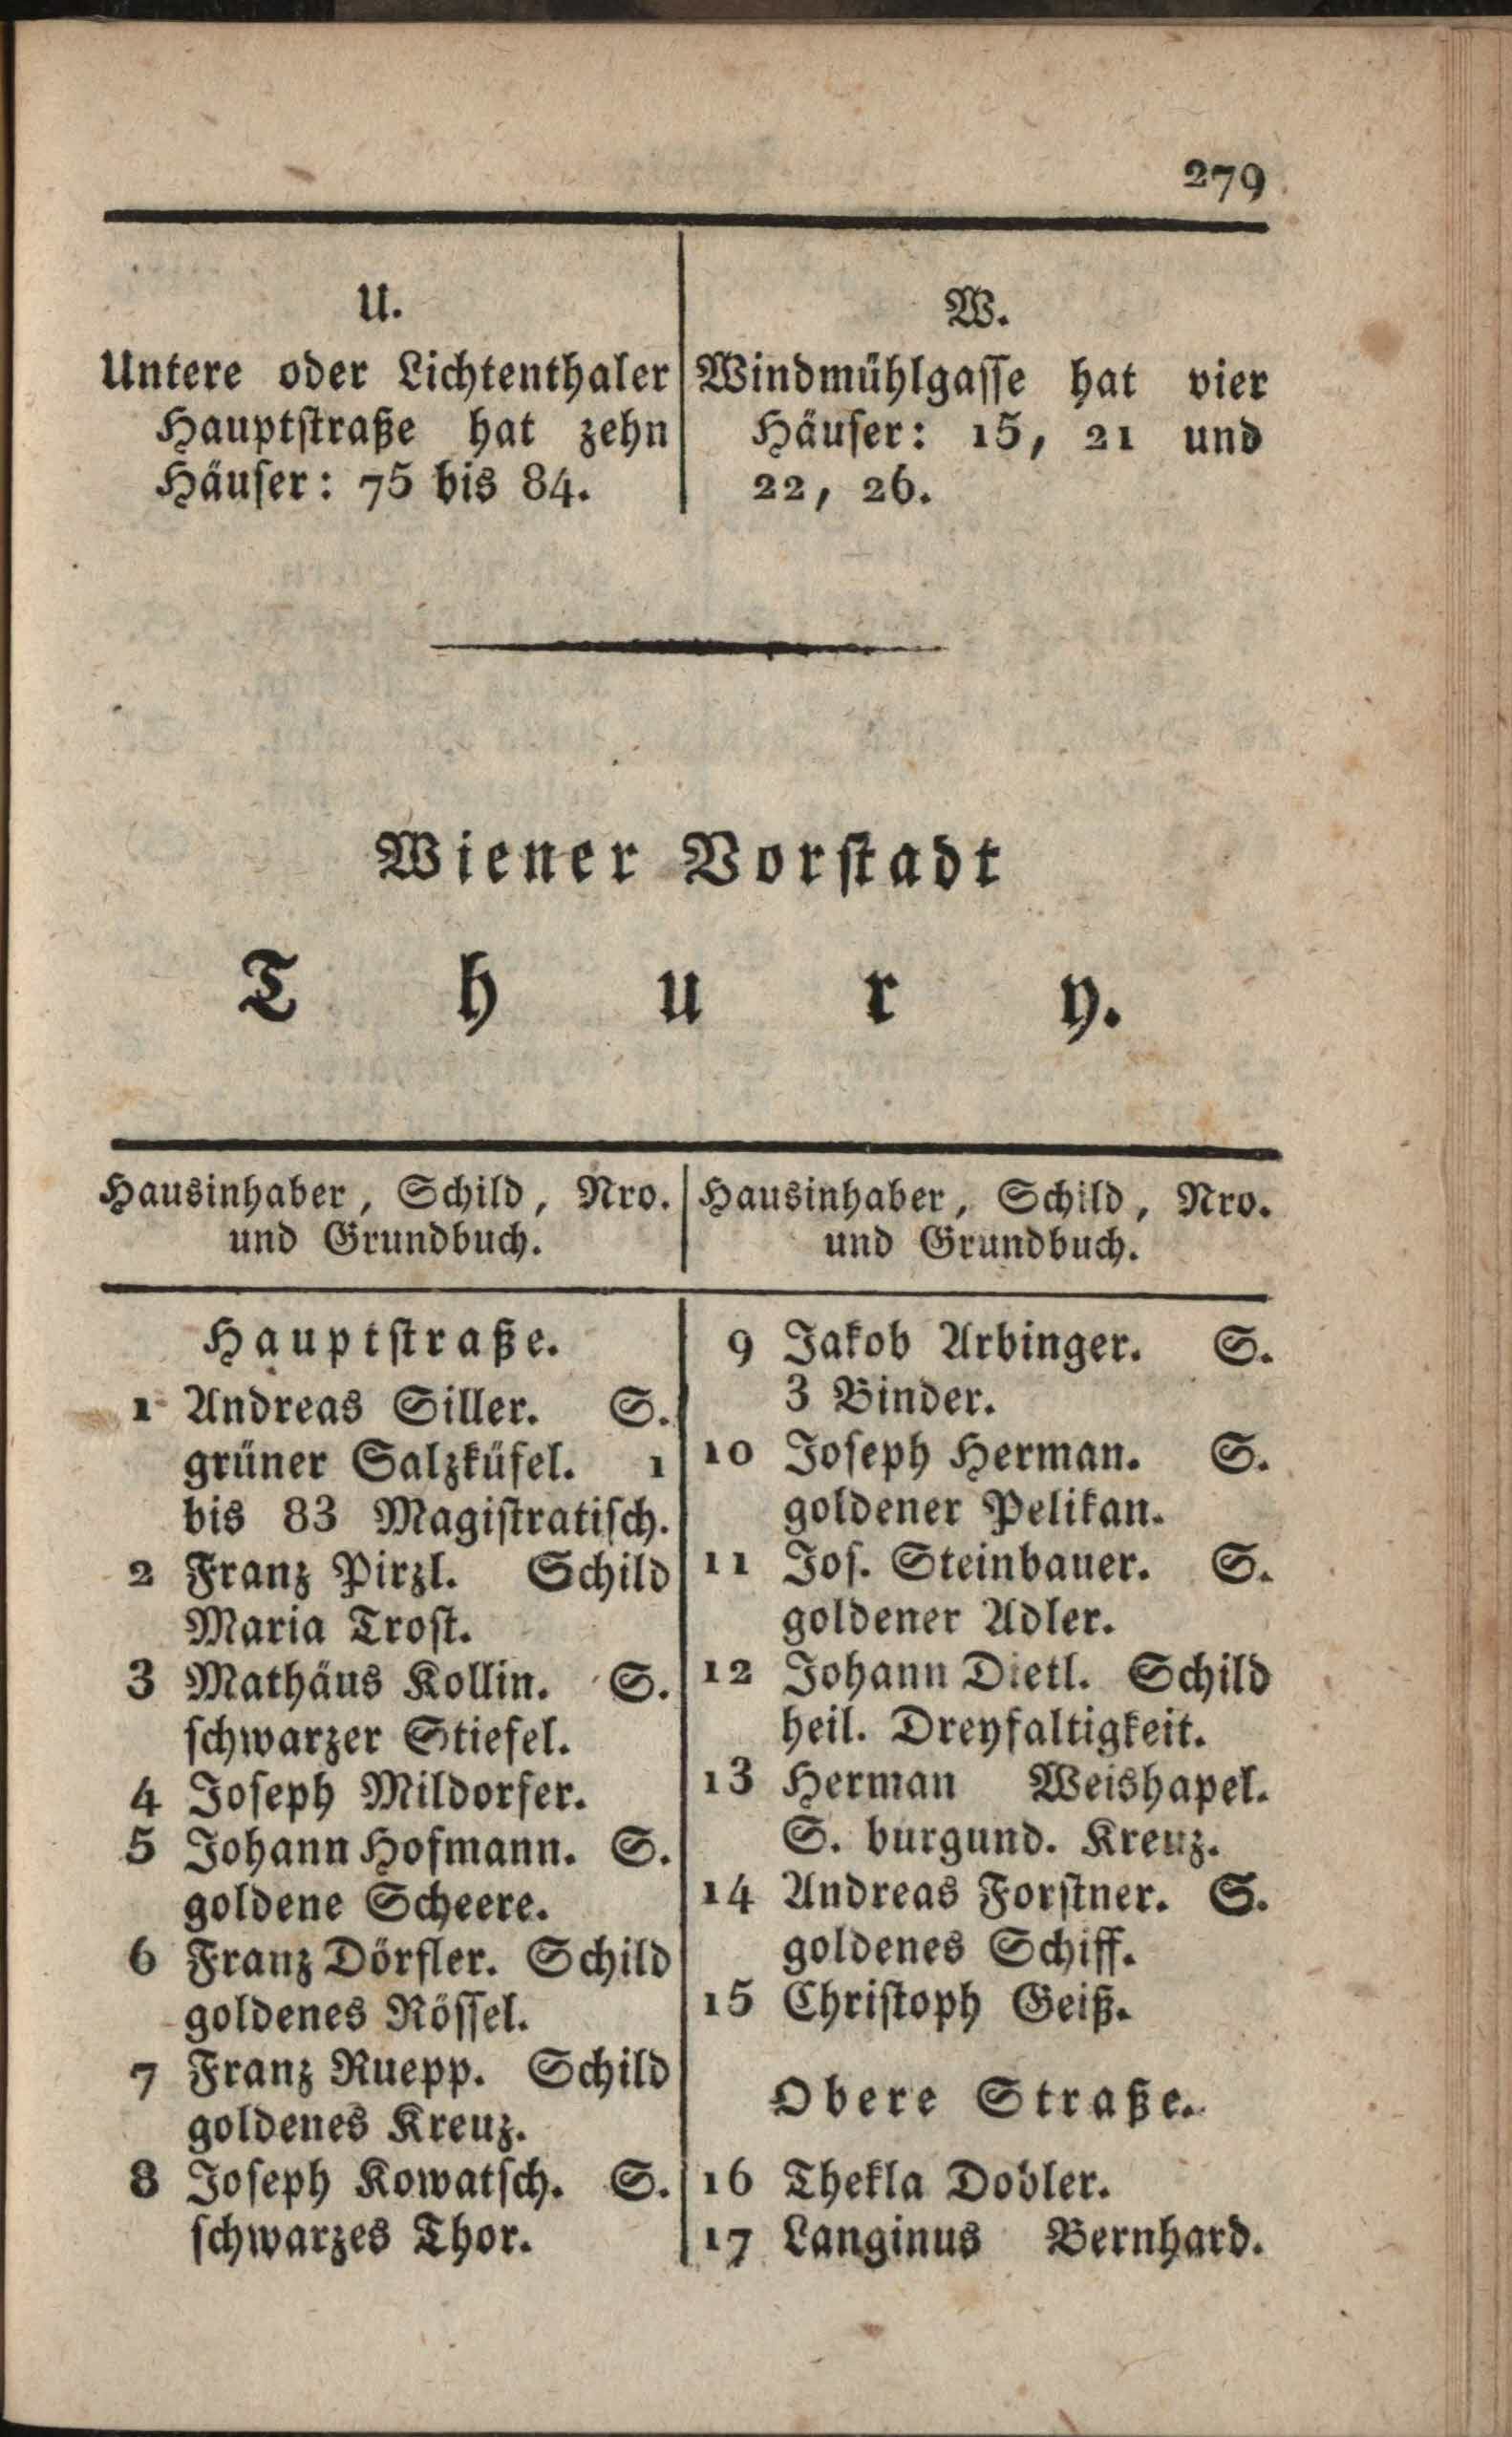 279
U.
Untere oder Lichtenthaler
Hauptstraße hat zehn
Häuser: 75 bis 84.
W.
Windmühlgasse hat vier
Häuser: 15, 21 und
22, 26.
Wiener Vorstadt
Thury.
Hausinhaber, Schild, Nro.
und Grundbuch.
Hauptstraße.
1 Andreas Siller. S.
grüner Salzküfel. 1
bis 83 Magistratisch.
2 Franz Pirzl. Schild
Maria Trost.
3 Mathäus Kollin. S.
schwarzer Stiefel.
4 Joseph Mildorfer.
5 Johann Hofmann. S.
goldene Scheere.
6 Franz Dörfler. Schild
goldenes Rössel.
7 Franz Ruepp. Schild
goldenes Kreuz.
8 Joseph Kowatsch. S.
schwarzes Thor.
Hausinhaber, Schild, Nro.
und Grundbuch.
9 Jakob Arbinger. S.
3 Binder.
10 Joseph Herman. S.
goldener Pelikan.
11 Jos. Steinbauer. S.
goldener Adler.
12 Johann Dietl. Schild
heil. Dreyfaltigkeit.
13 Herman Weishapel.
S. burgund. Kreuz.
14 Andreas Forstner. S.
goldenes Schiff.
15 Christoph Geiß.
Obere Straße.
16 Thekla Dobler.
17 Langinus Bernhard.